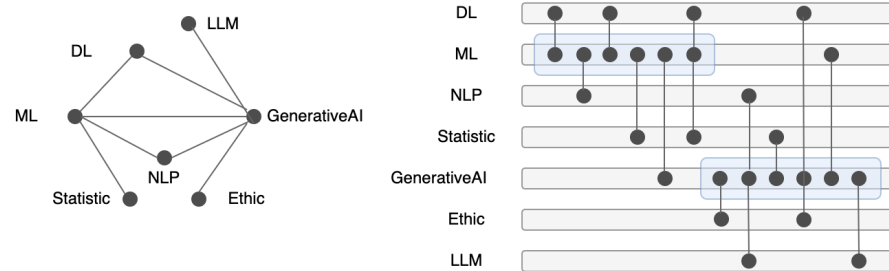 LLM
DL
ML
GenerativeAI
NLP
Statistic
Ethic
DL
ML
NLP
Statistic
GenerativeAI
Ethic
LLM